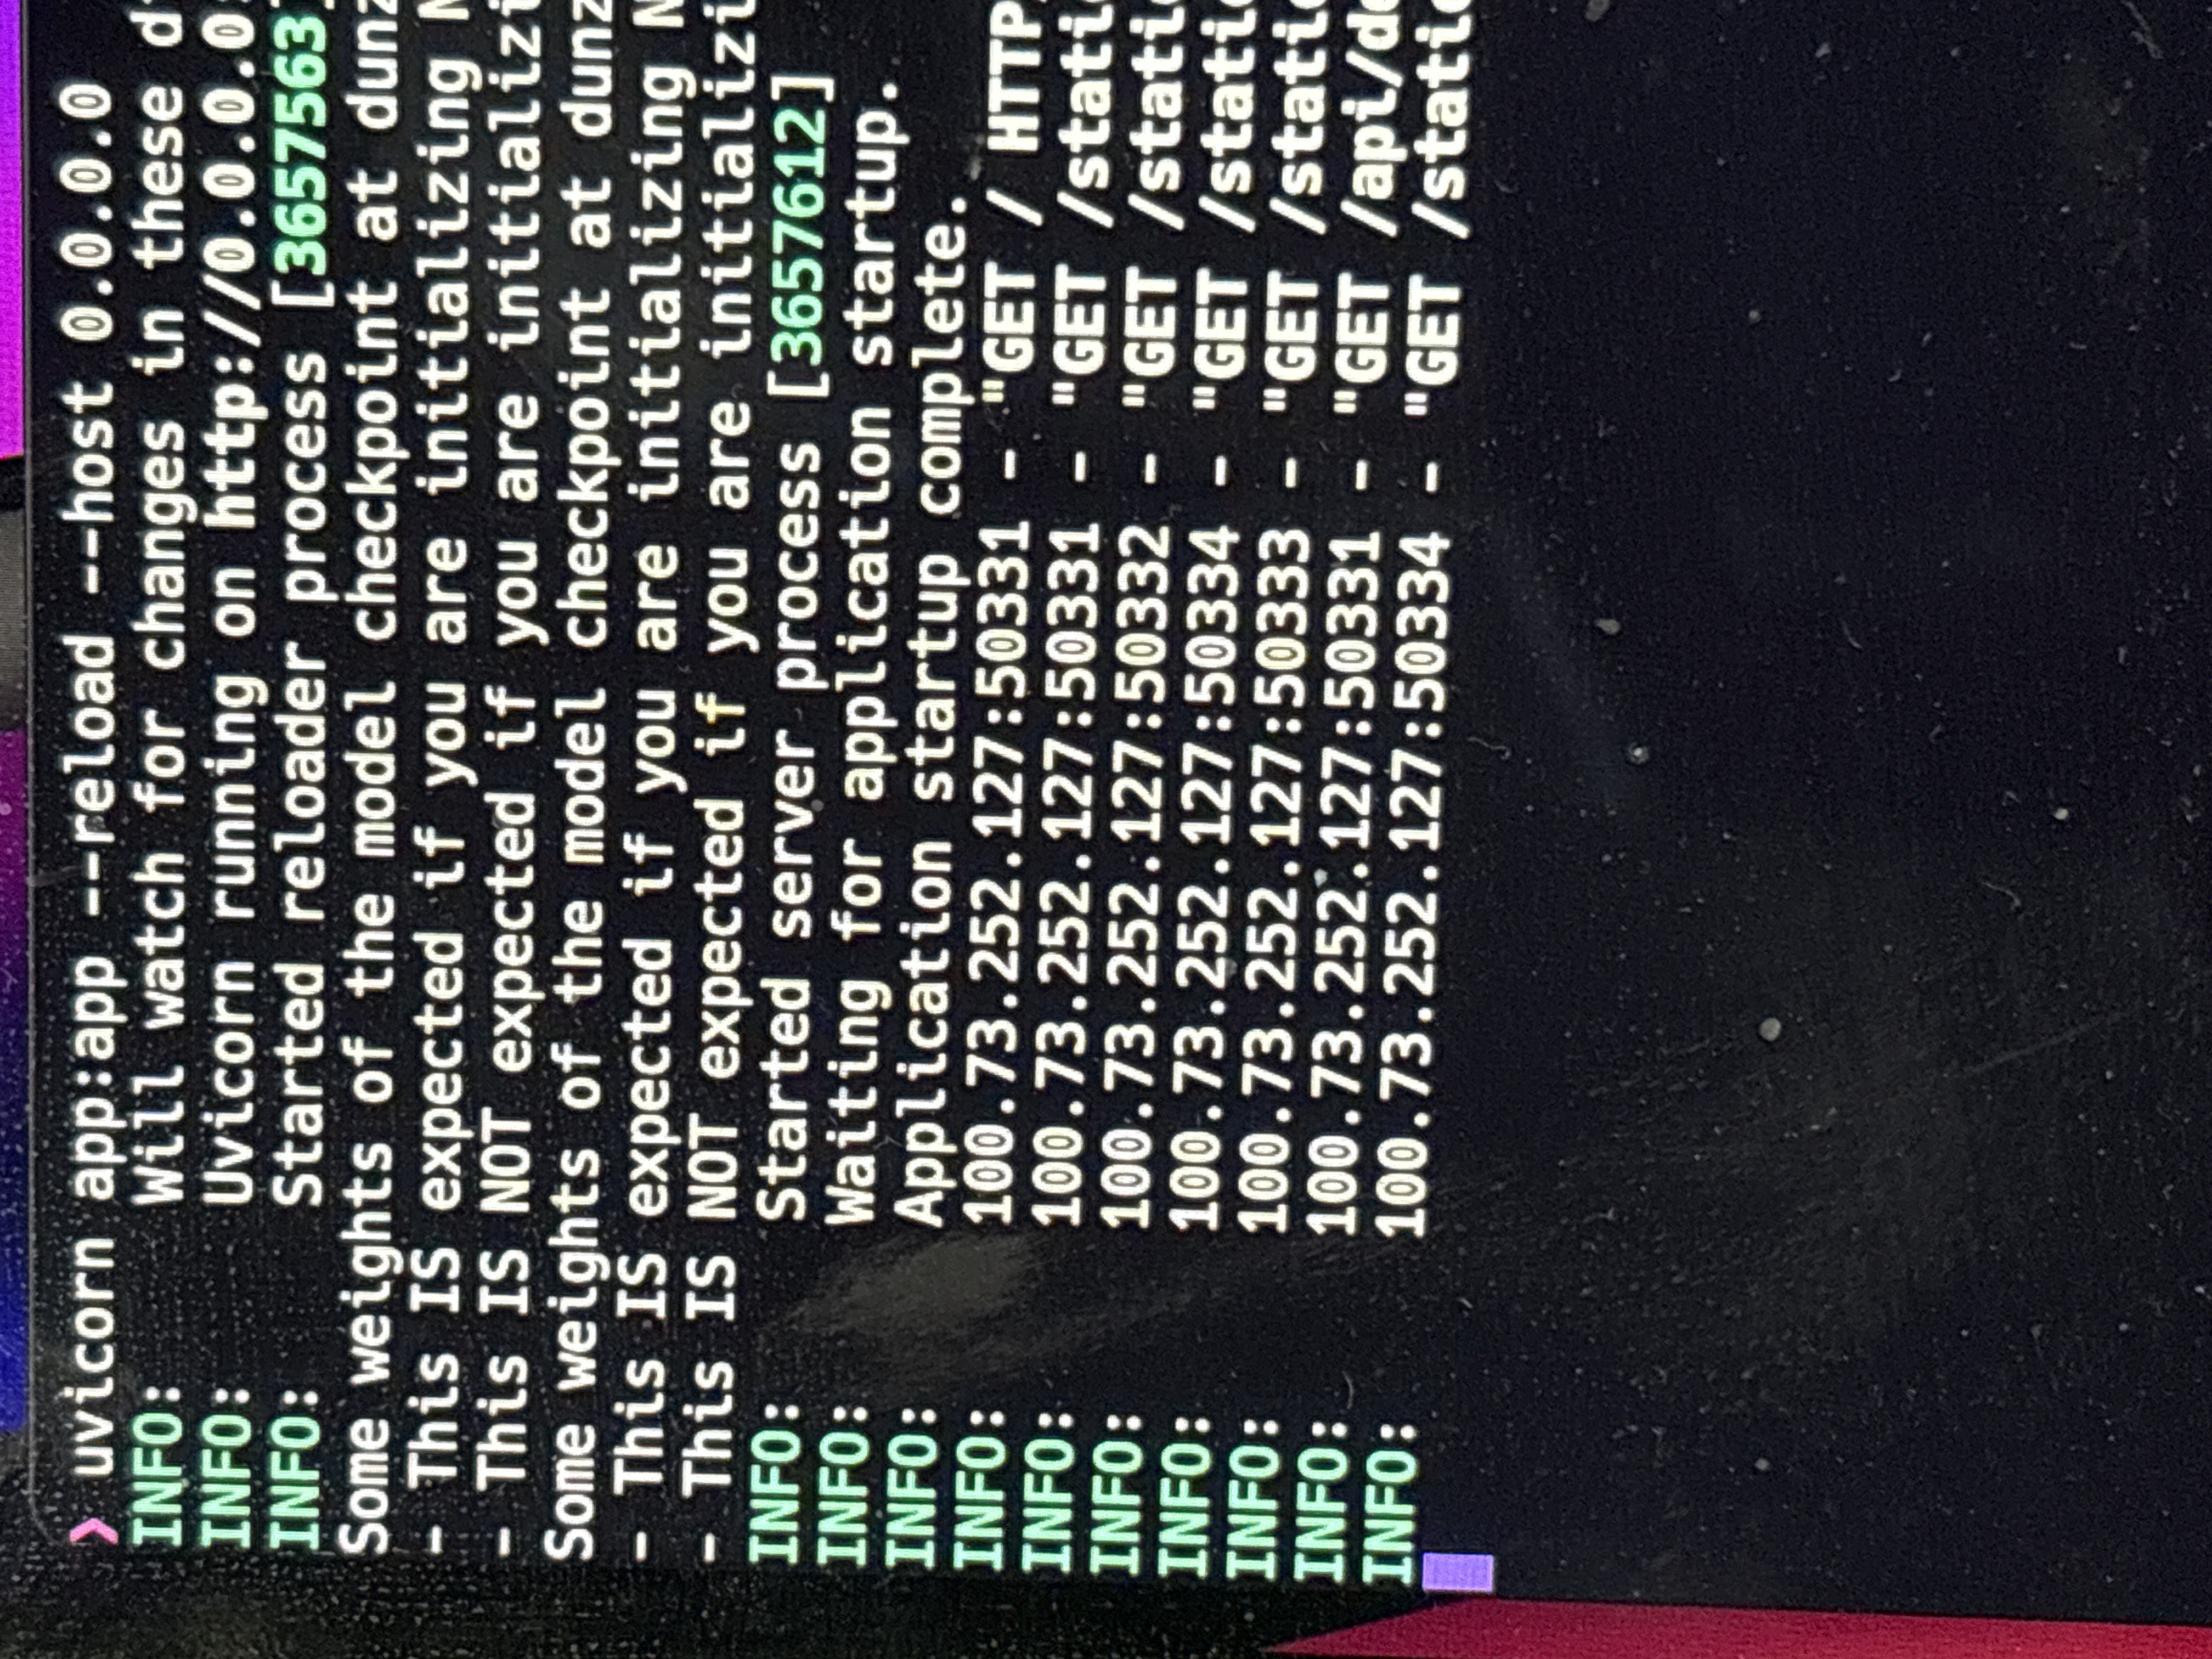 ❯ uvicorn app:app --reload --host 0.0.0.0
INFO: Will watch for changes in these
INFO: Uvicorn running on http://0.0.0.0
INFO: Started reloader process [3657563]
Some weights of the model checkpoint at dunz
- This IS expected if you are initializing
- This IS NOT expected if you are initializi
Some weights of the model checkpoint at dunz
- This IS expected if you are initializing
- This IS NOT expected if you are initializi
INFO: Started server process [3657612]
INFO: Waiting for application startup.
INFO: Application startup complete.
INFO: 100.73.252.127:50331 - "GET / HTTP
INFO: 100.73.252.127:50331 - "GET /static
INFO: 100.73.252.127:50332 - "GET /static
INFO: 100.73.252.127:50334 - "GET /static
INFO: 100.73.252.127:50333 - "GET /static
INFO: 100.73.252.127:50331 - "GET /api/de
INFO: 100.73.252.127:50334 - "GET /static